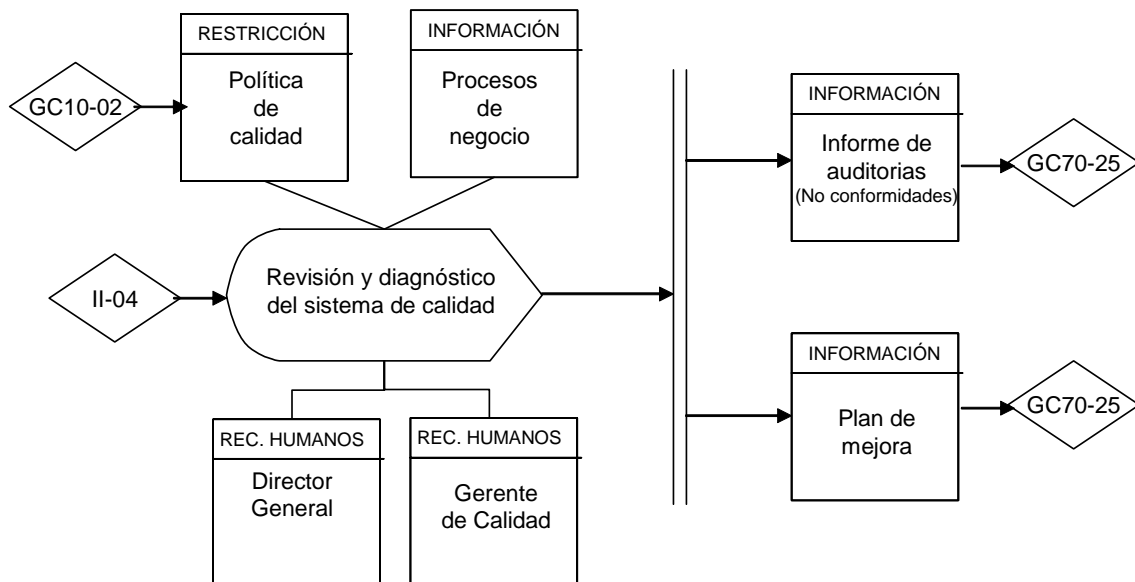 RESTRICCIÓN
Política
de
calidad
INFORMACIÓN
Procesos
de
negocio
GC10-02
INFORMACIÓN
Informe de
auditorias
(No conformidades)
GC70-25
II-04
Revisión y diagnóstico
del sistema de calidad
INFORMACIÓN
Plan de
mejora
GC70-25
REC. HUMANOS
Director
General
REC. HUMANOS
Gerente
de Calidad